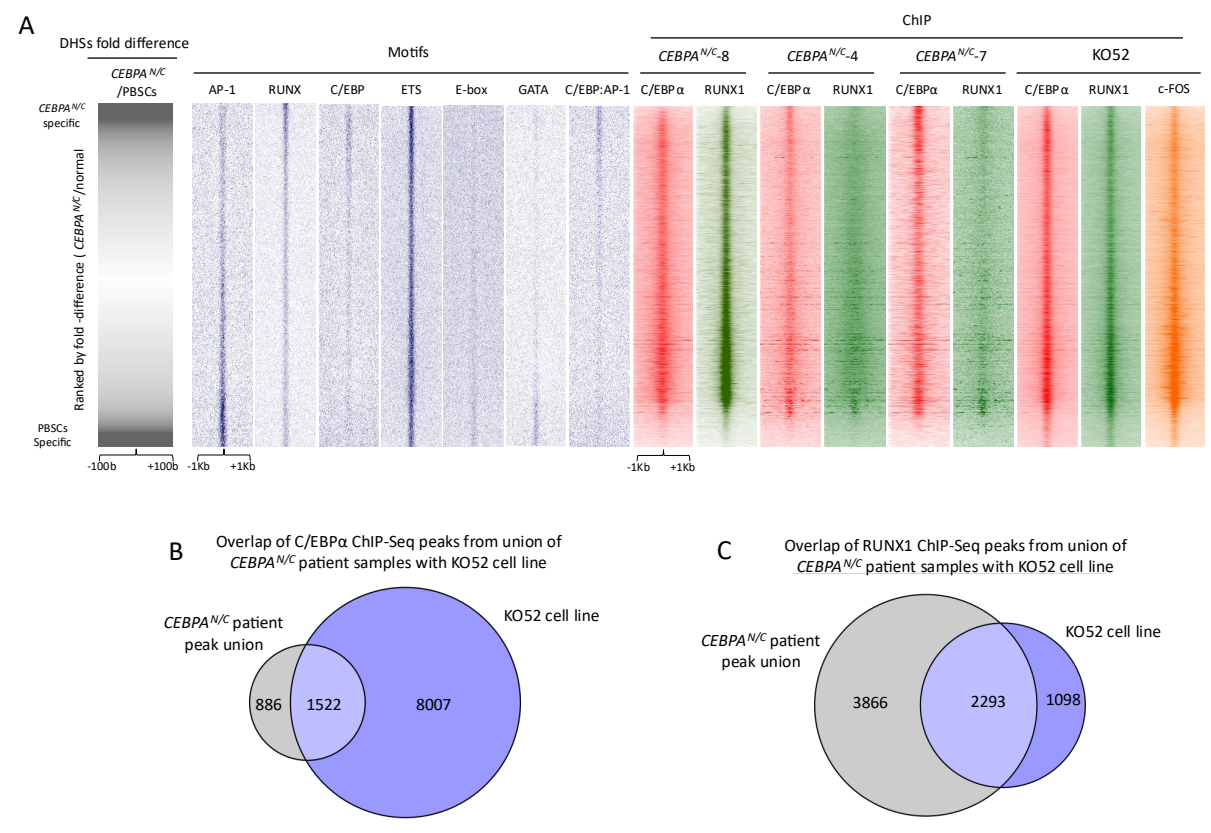 A
ChIP
DHSs fold difference
Motifs
CEBPA N/C-8
CEBPA N/C-4
CEBPA N/C-7
KO52
CEBPA N/C
/PBSCs
AP-1
RUNX
C/EBP
ETS
E-box
GATA
C/EBP:AP-1
C/EBPα
RUNX1
C/EBPα
RUNX1
C/EBPα
RUNX1
C/EBPα
RUNX1
c-FOS
CEBPA N/C
specific
Ranked by fold -difference ( CEBPA N/C/normal
PBSCs
Specific
-100b
+100b
-1Kb
+1Kb
-1Kb
+1Kb
B
Overlap of C/EBPα ChIP-Seq peaks from union of
CEBPA N/C patient samples with KO52 cell line
CEBPA N/C patient
peak union
KO52 cell line
886
1522
8007
C
Overlap of RUNX1 ChIP-Seq peaks from union of
CEBPA N/C patient samples with KO52 cell line
CEBPA N/C patient
peak union
KO52 cell line
3866
2293
1098